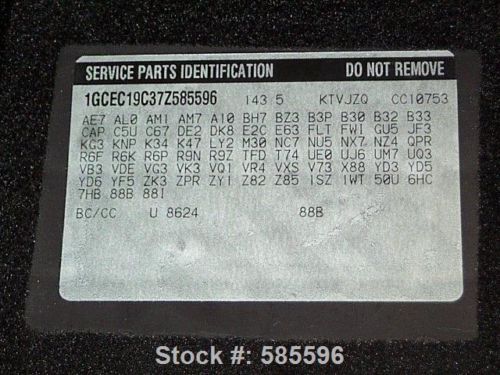 SERVICE PARTS IDENTIFICATION DO NOT REMOVE
1GCEC19C37Z585596 143 5 KTVJZQ CC10753
AE7 AL0 AM1 AM7 A10 BH7 BZ3 B3P B30 B32 B33
CAP C5U C67 DE2 DK8 E2C E63 FLT FW1 GU5 JF3
KG3 KNP K34 K47 LY2 M30 NC7 NU5 NX7 NZ4 QPR
R6F R6K R6P R9N R9Z TFD T74 UE0 UJ6 UM7 UQ3
VB3 VDE VG3 VK3 VQ1 VR4 VXS V73 X88 YD3 YD5
YD6 YF5 ZK3 ZPR ZY1 Z82 Z85 1SZ 1WT 50U 6HC
7HB 88B 88I
BC/CC U 8624 88B
Stock #: 585596